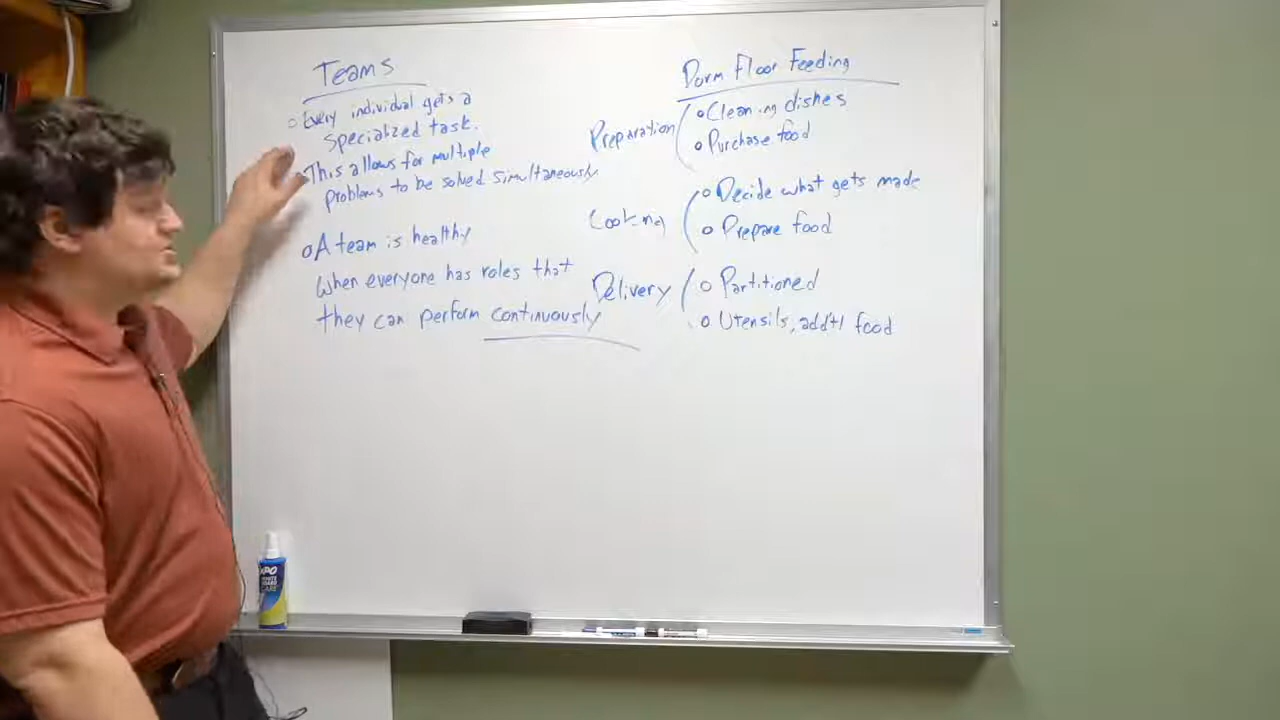 Teams
Every individual gets a
specialized task.
This allows for multiple
problems to be solved simultaneously
A team is healthy
when everyone has roles that
they can perform continuously
Dorm Floor Feeding
Preparation
Cleaning dishes
Purchase food
Cooking
Decide what gets made
Prepare food
Delivery
Partitioned
Utensils, addt'l food
EXPO